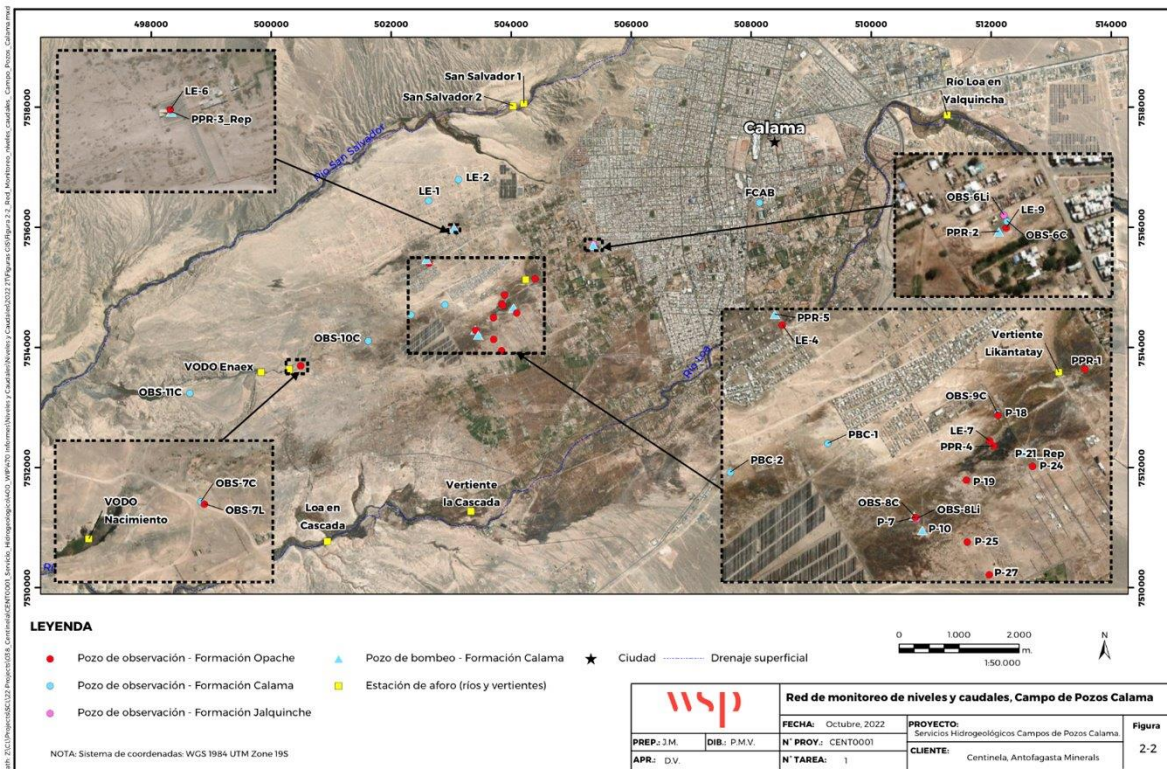 498000 500000 502000 504000 506000 508000 510000 512000 514000
7518000
7516000
7514000
7512000
7510000
7518000
7516000
7514000
7512000
7510000
LE-6
PPR-3_Rep
San Salvador 1
San Salvador 2
Río San Salvador
LE-2
LE-1
Calama
FCAB
Río Loa en
Yalquincha
OBS-6Li
LE-9
PPR-2
OBS-6C
OBS-10C
VODO Enaex
OBS-11C
Río Loa
OBS-7C
OBS-7L
VODO
Nacimiento
Loa en
Cascada
Vertiente
la Cascada
PPR-5
LE-4
Vertiente
Likantatay
PPR-1
OBS-9C
P-18
LE-7
PPR-4
P-21_Rep
P-24
PBC-1
PBC-2
P-19
OBS-8C
OBS-8Li
P-7
P-10
P-25
P-27
LEYENDA
Pozo de observación - Formación Opache
Pozo de observación - Formación Calama
Pozo de observación - Formación Jalquinche
Pozo de bombeo - Formación Calama
Estación de aforo (ríos y vertientes)
Ciudad
Drenaje superficial
0 1.000 2.000
m.
1:50.000
N
NOTA: Sistema de coordenadas: WGS 1984 UTM Zone 19S
wsp
Red de monitoreo de niveles y caudales, Campo de Pozos Calama
FECHA: Octubre, 2022
PROYECTO:
Servicios Hidrogeológicos Campos de Pozos Calama.
Figura
2-2
PREP.: J.M. DIB.: P.M.V. N° PROY.: CENT0001
CLIENTE:
Centinela, Antofagasta Minerals
APR.: D.V. N° TAREA: 1